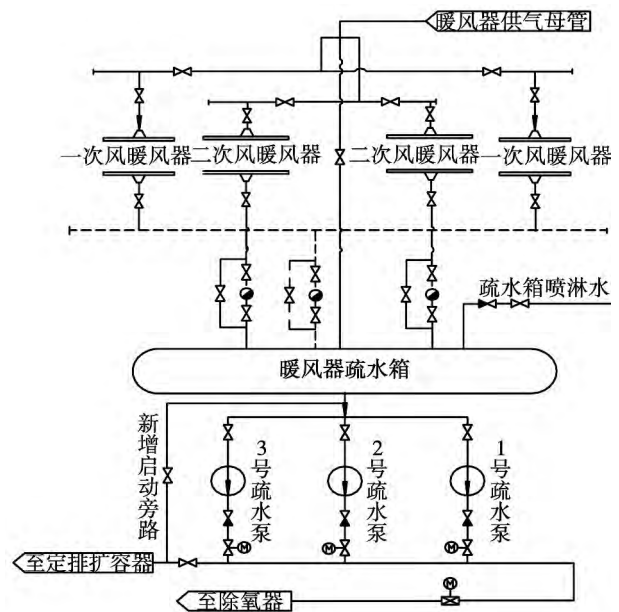 暖风器供气母管
一次风暖风器
二次风暖风器
二次风暖风器
一次风暖风器
疏水箱喷淋水
暖风器疏水箱
新增启动旁路
3号疏水泵
2号疏水泵
1号疏水泵
M
M
M
至定排扩容器
M
至除氧器